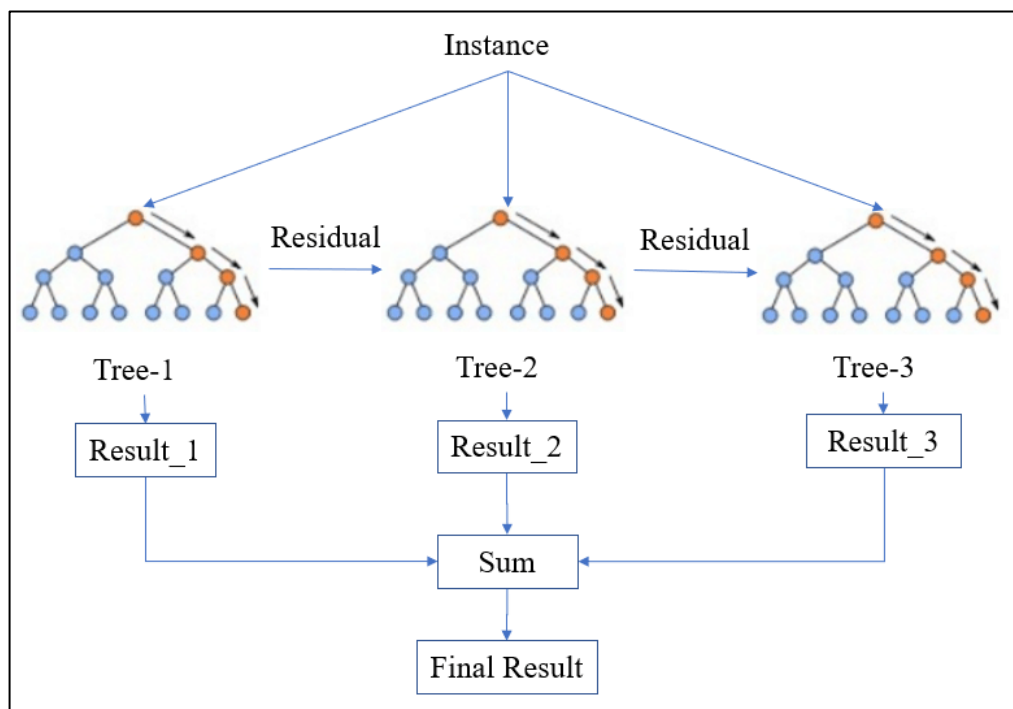 Instance
Residual
Residual
Tree-1
Tree-2
Tree-3
Result_1
Result_2
Result_3
Sum
Final Result